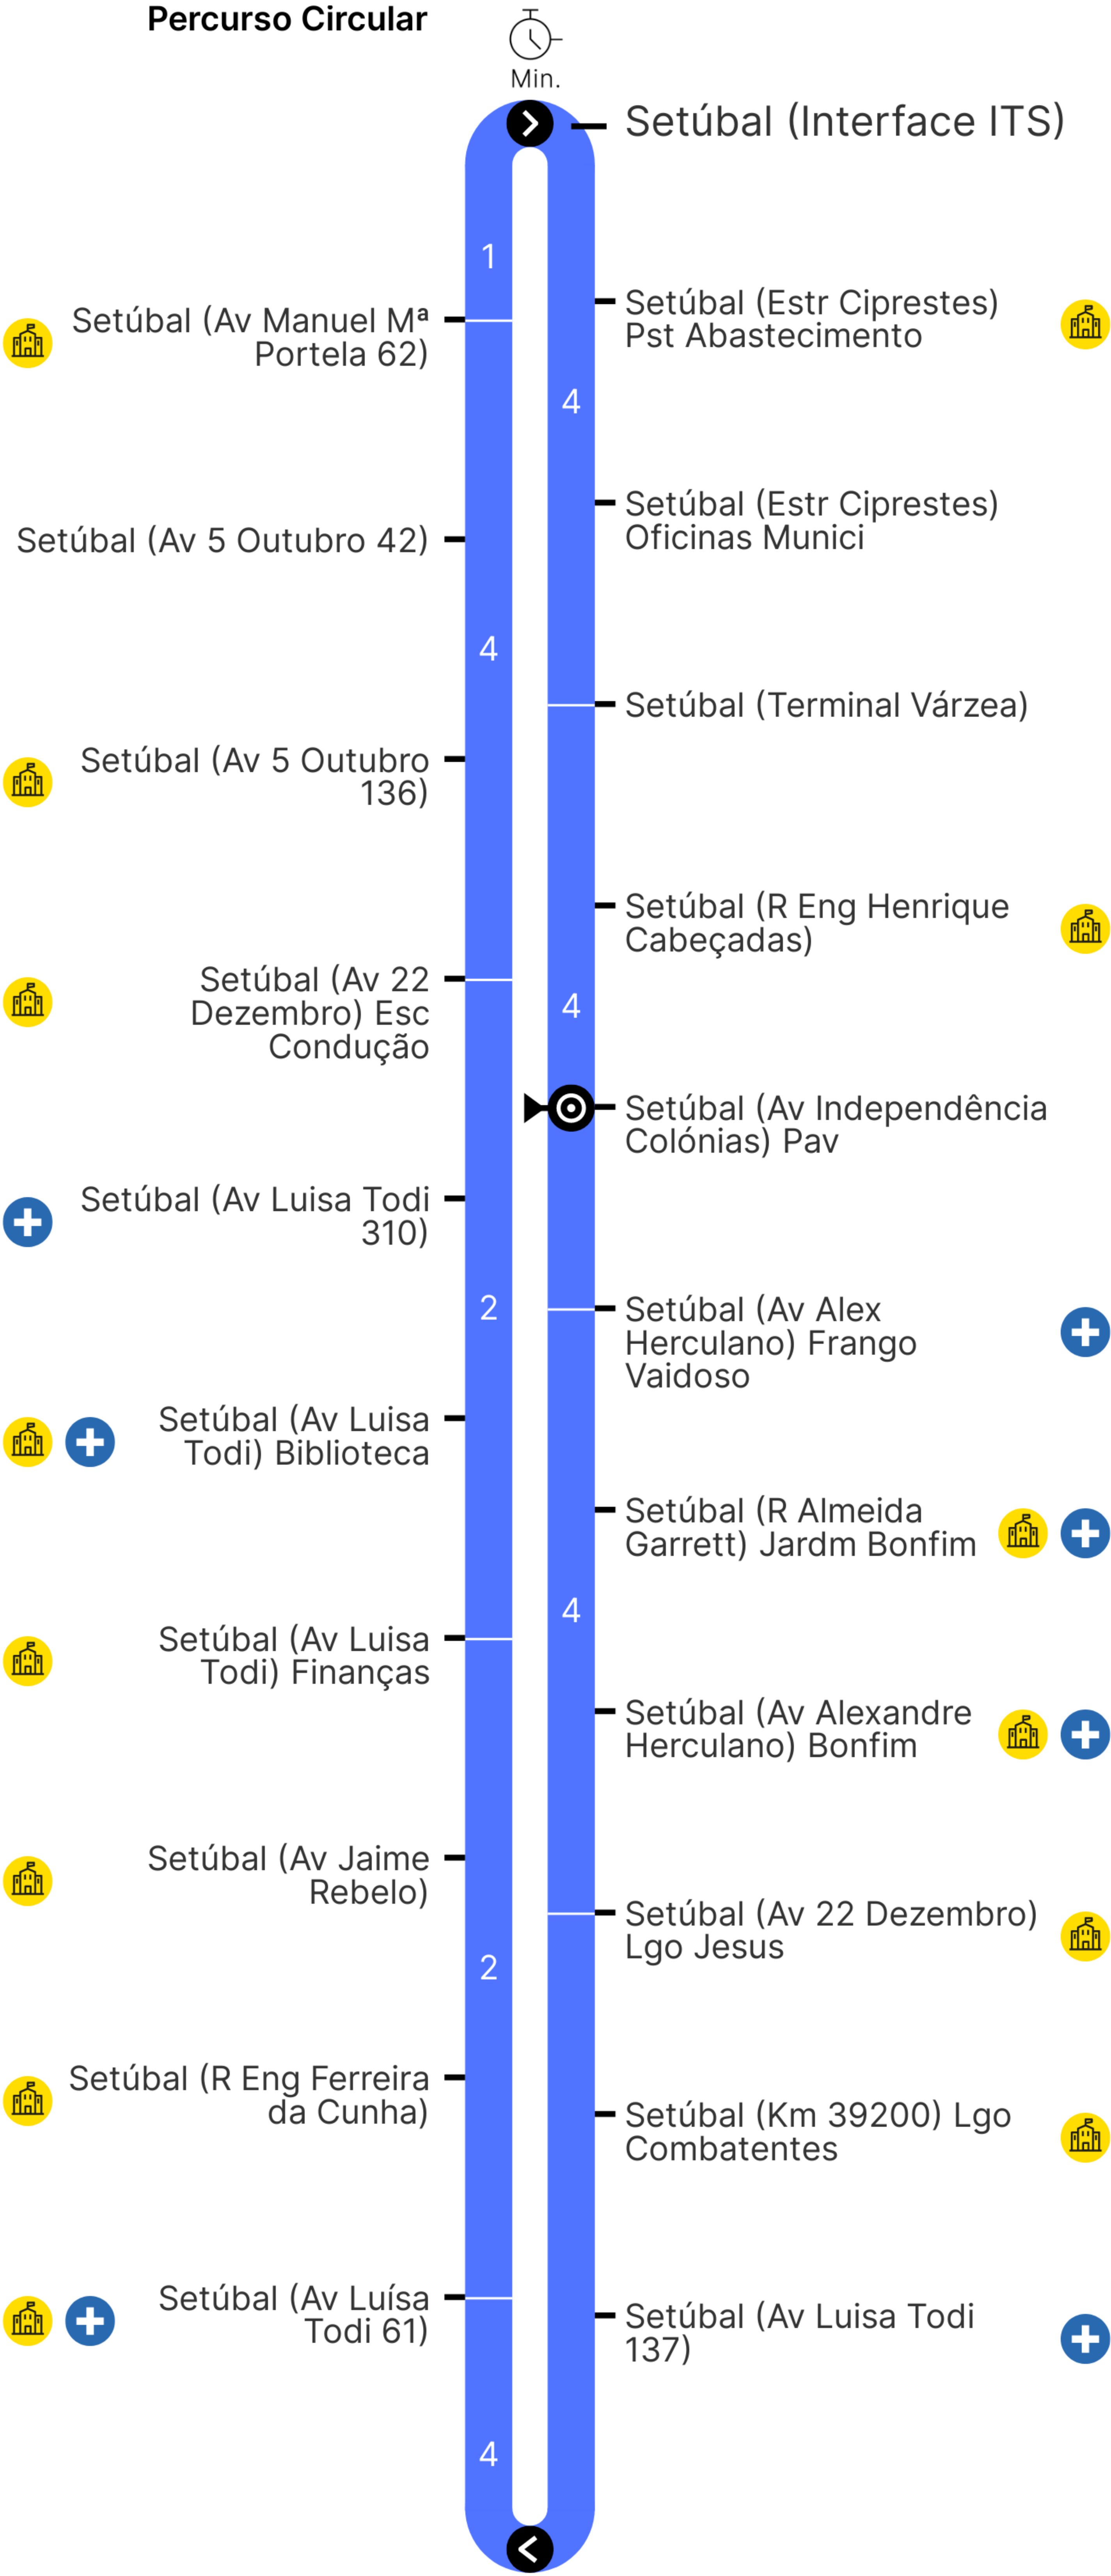 Percurso Circular
Min.
Setúbal (Interface ITS)
1
Setúbal (Estr Ciprestes)
Pst Abastecimento
Setúbal (Av Manuel Mª
Portela 62)
4
Setúbal (Estr Ciprestes)
Oficinas Munici
Setúbal (Av 5 Outubro 42)
4
Setúbal (Terminal Várzea)
Setúbal (Av 5 Outubro
136)
Setúbal (R Eng Henrique
Cabeçadas)
Setúbal (Av 22
Dezembro) Esc
Condução
4
Setúbal (Av Independência
Colónias) Pav
Setúbal (Av Luisa Todi
310)
2
Setúbal (Av Alex
Herculano) Frango
Vaidoso
Setúbal (Av Luisa
Todi) Biblioteca
Setúbal (R Almeida
Garrett) Jardm Bonfim
4
Setúbal (Av Luisa
Todi) Finanças
Setúbal (Av Alexandre
Herculano) Bonfim
Setúbal (Av Jaime
Rebelo)
Setúbal (Av 22 Dezembro)
Lgo Jesus
2
Setúbal (R Eng Ferreira
da Cunha)
Setúbal (Km 39200) Lgo
Combatentes
Setúbal (Av Luísa
Todi 61)
Setúbal (Av Luisa Todi
137)
4